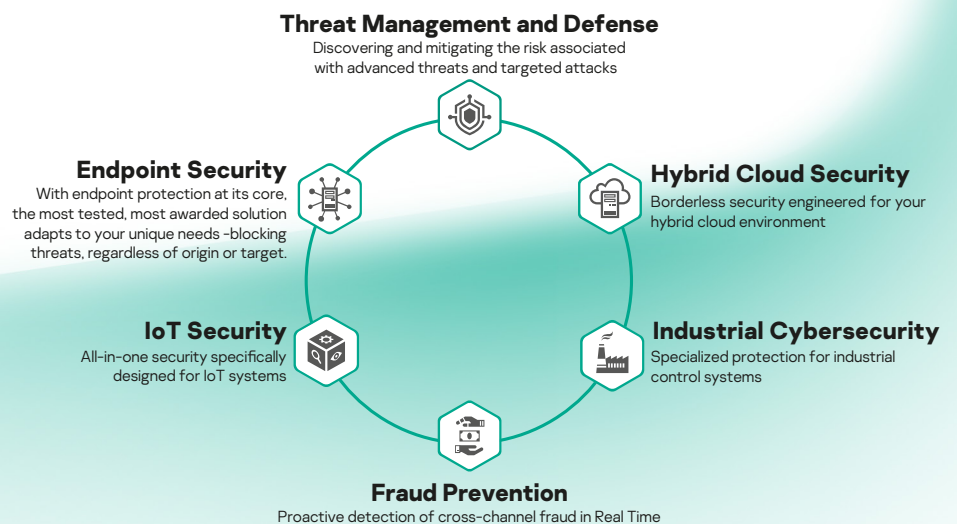 Threat Management and Defense
Discovering and mitigating the risk associated
with advanced threats and targeted attacks
Endpoint Security
With endpoint protection at its core,
the most tested, most awarded solution
adapts to your unique needs -blocking
threats, regardless of origin or target.
Hybrid Cloud Security
Borderless security engineered for your
hybrid cloud environment
IoT Security
All-in-one security specifically
designed for IoT systems
Industrial Cybersecurity
Specialized protection for industrial
control systems
Fraud Prevention
Proactive detection of cross-channel fraud in Real Time